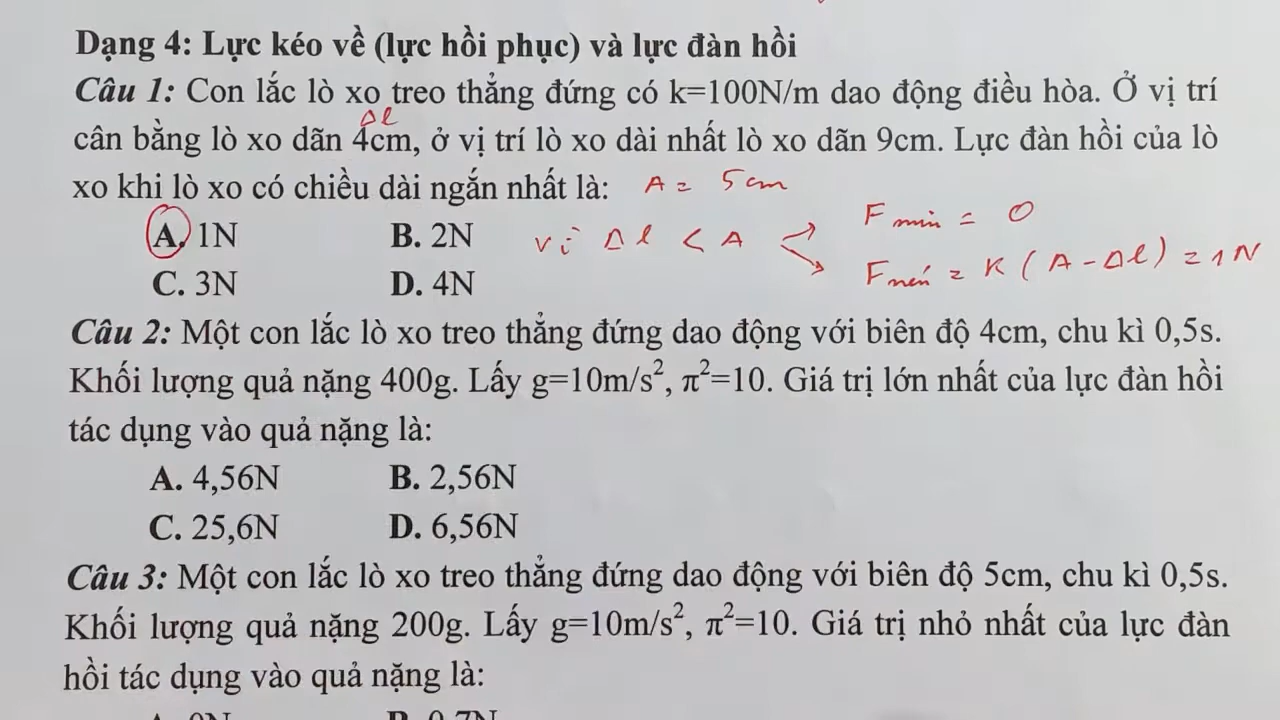 Dạng 4: Lực kéo về (lực hồi phục) và lực đàn hồi
Câu 1: Con lắc lò xo treo thẳng đứng có k=100N/m dao động điều hòa. Ở vị trí
Δl
cân bằng lò xo dãn 4cm, ở vị trí lò xo dài nhất lò xo dãn 9cm. Lực đàn hồi của lò
xo khi lò xo có chiều dài ngắn nhất là: A = 5cm
A. 1N B. 2N vì Δl < A Fmin = 0
C. 3N D. 4N Fnén = K (A - Δl) = 1N
Câu 2: Một con lắc lò xo treo thẳng đứng dao động với biên độ 4cm, chu kì 0,5s.
Khối lượng quả nặng 400g. Lấy g=10m/s², π²=10. Giá trị lớn nhất của lực đàn hồi
tác dụng vào quả nặng là:
A. 4,56N B. 2,56N
C. 25,6N D. 6,56N
Câu 3: Một con lắc lò xo treo thẳng đứng dao động với biên độ 5cm, chu kì 0,5s.
Khối lượng quả nặng 200g. Lấy g=10m/s², π²=10. Giá trị nhỏ nhất của lực đàn
hồi tác dụng vào quả nặng là:
A. 0N B. 0,7N